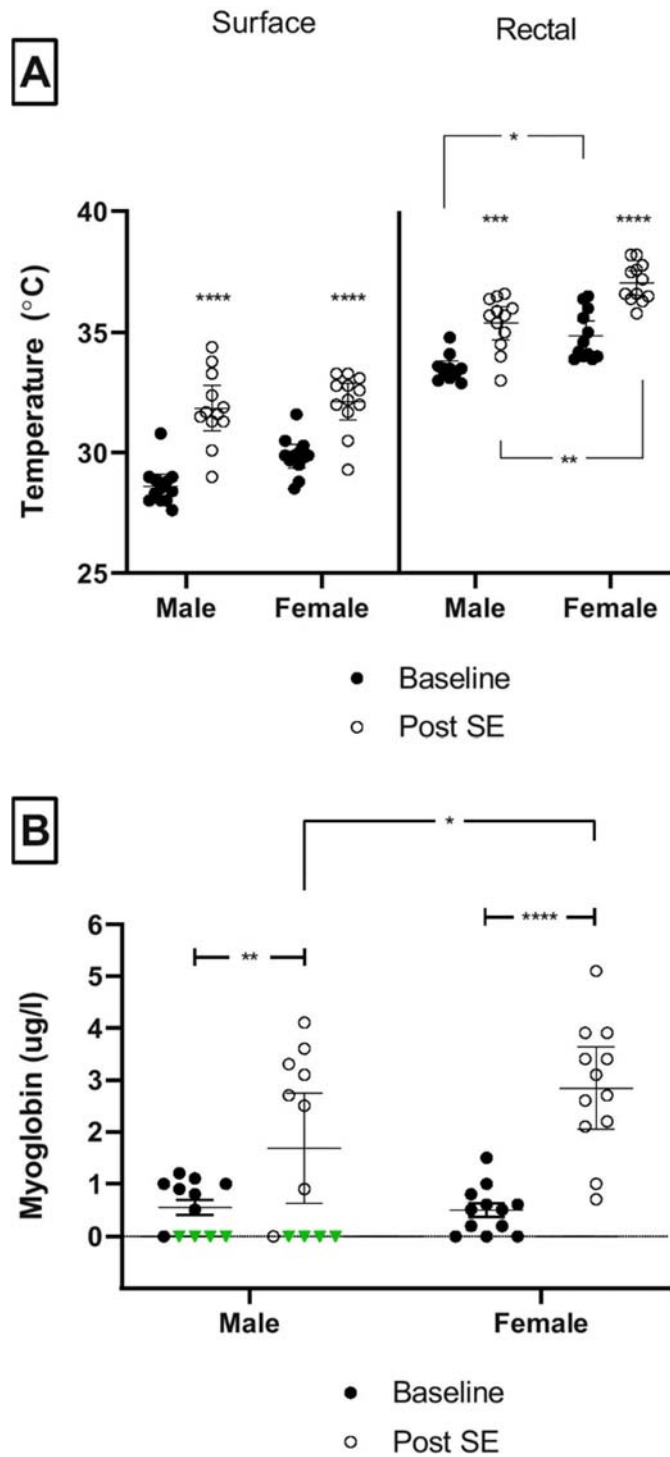 Surface Rectal
A
*
*** ****
40
**** ****
35
Temperature (°C)
30
**
25
Male Female Male Female
Baseline
Post SE
B
*
6
****
**
5
4
3
Myoglobin (ug/l)
2
1
0
Male Female
Baseline
Post SE